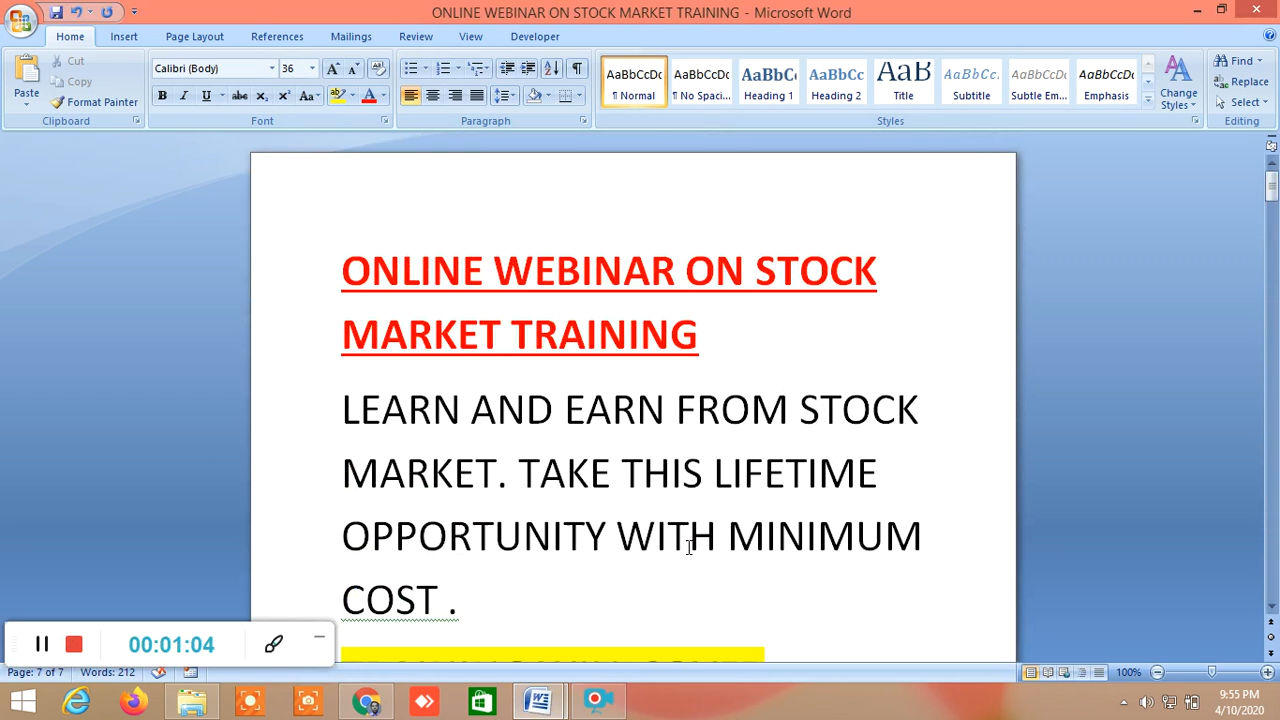 ONLINE WEBINAR ON STOCK MARKET TRAINING - Microsoft Word
Home Insert Page Layout References Mailings Review View Developer
Paste
Cut
Copy
Format Painter
Clipboard
Calibri (Body) 36
Font
Paragraph
AaBbCcDc AaBbCcDc AaBbC AaBbCc AaB AaBbCc. AaBbCcDc AaBbCcDc
¶ Normal ¶ No Spaci... Heading 1 Heading 2 Title Subtitle Subtle Em... Emphasis
Change
Styles
Styles
Find
Replace
Select
Editing
ONLINE WEBINAR ON STOCK
MARKET TRAINING
LEARN AND EARN FROM STOCK
MARKET. TAKE THIS LIFETIME
OPPORTUNITY WITH MINIMUM
COST .
00:01:04
Page: 7 of 7 Words: 212
100%
9:55 PM
4/10/2020